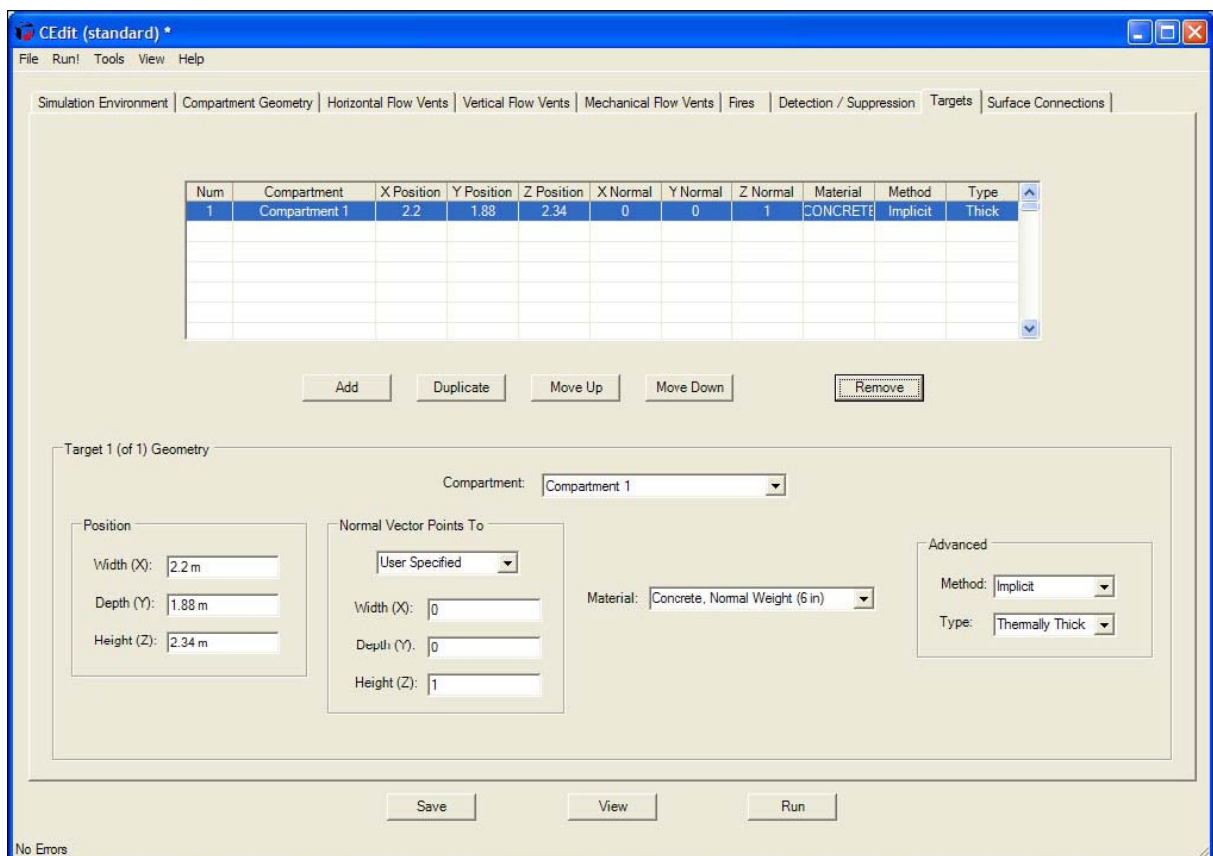 CEdit (standard) *
File Run! Tools View Help
Simulation Environment Compartment Geometry Horizontal Flow Vents Vertical Flow Vents Mechanical Flow Vents Fires Detection / Suppression Targets Surface Connections
Num Compartment X Position Y Position Z Position X Normal Y Normal Z Normal Material Method Type
1 Compartment 1 2.2 1.88 2.34 0 0 1 CONCRETE Implicit Thick
Add Duplicate Move Up Move Down Remove
Target 1 (of 1) Geometry
Compartment: Compartment 1
Position
Width (X): 2.2 m
Depth (Y): 1.88 m
Height (Z): 2.34 m
Normal Vector Points To
User Specified
Width (X): 0
Depth (Y): 0
Height (Z): 1
Material: Concrete, Normal Weight (6 in)
Advanced
Method: Implicit
Type: Thermally Thick
Save View Run
No Errors